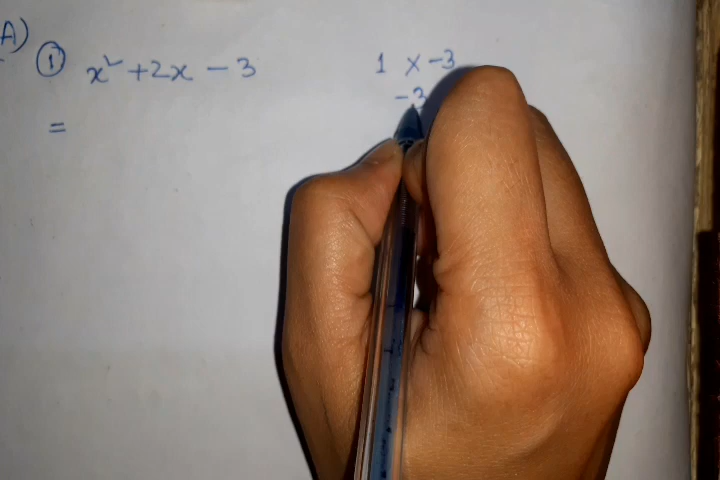 A)
① x² + 2x - 3
1 x -3
-3
=